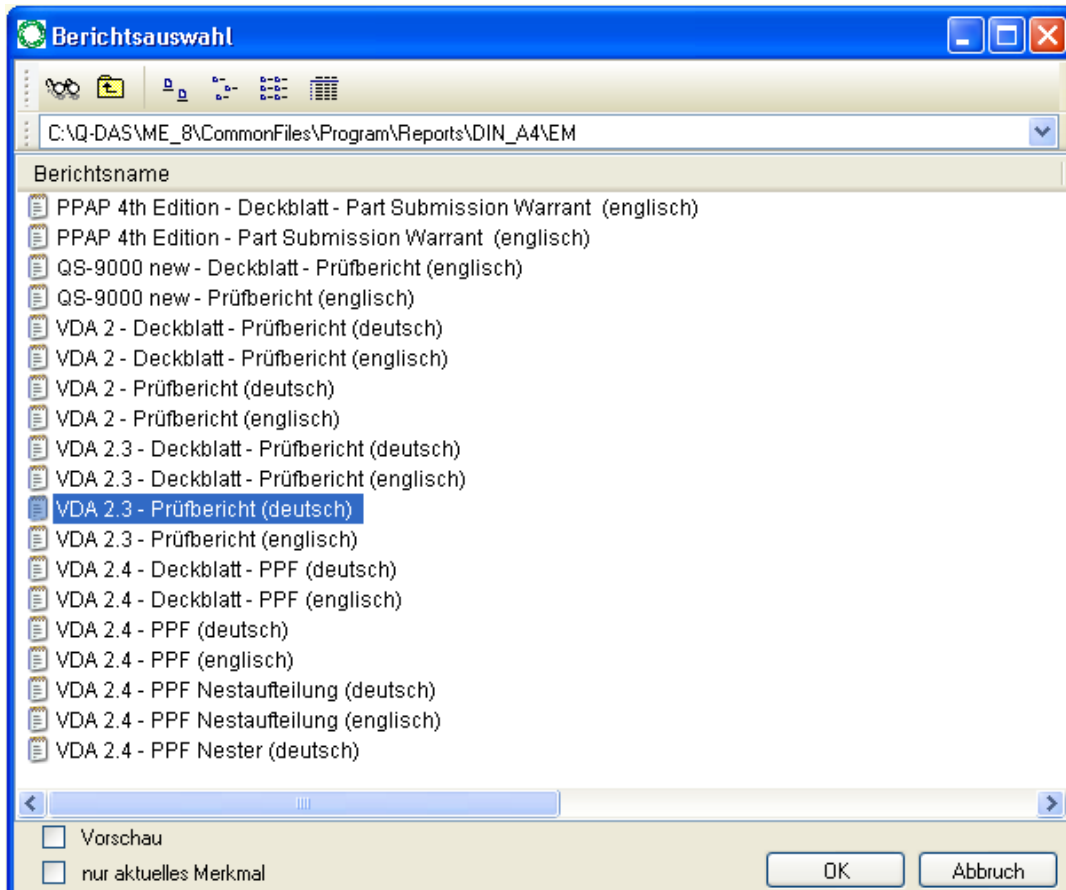 Berichtsauswahl
C:\Q-DAS\ME_8\CommonFiles\Program\Reports\DIN_A4\EM
Berichtsname
PPAP 4th Edition - Deckblatt - Part Submission Warrant (englisch)
PPAP 4th Edition - Part Submission Warrant (englisch)
QS-9000 new - Deckblatt - Prüfbericht (englisch)
QS-9000 new - Prüfbericht (englisch)
VDA 2 - Deckblatt - Prüfbericht (deutsch)
VDA 2 - Deckblatt - Prüfbericht (englisch)
VDA 2 - Prüfbericht (deutsch)
VDA 2 - Prüfbericht (englisch)
VDA 2.3 - Deckblatt - Prüfbericht (deutsch)
VDA 2.3 - Deckblatt - Prüfbericht (englisch)
VDA 2.3 - Prüfbericht (deutsch)
VDA 2.3 - Prüfbericht (englisch)
VDA 2.4 - Deckblatt - PPF (deutsch)
VDA 2.4 - Deckblatt - PPF (englisch)
VDA 2.4 - PPF (deutsch)
VDA 2.4 - PPF (englisch)
VDA 2.4 - PPF Nestaufteilung (deutsch)
VDA 2.4 - PPF Nestaufteilung (englisch)
VDA 2.4 - PPF Nester (deutsch)
Vorschau
nur aktuelles Merkmal
OK
Abbruch